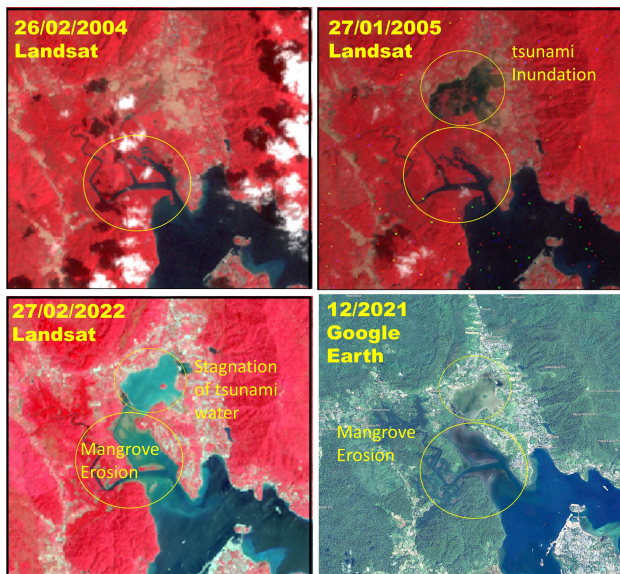 26/02/2004
Landsat
27/01/2005
Landsat
tsunami
Inundation
27/02/2022
Landsat
Stagnation
of tsunami
water
Mangrove
Erosion
12/2021
Google
Earth
Mangrove
Erosion